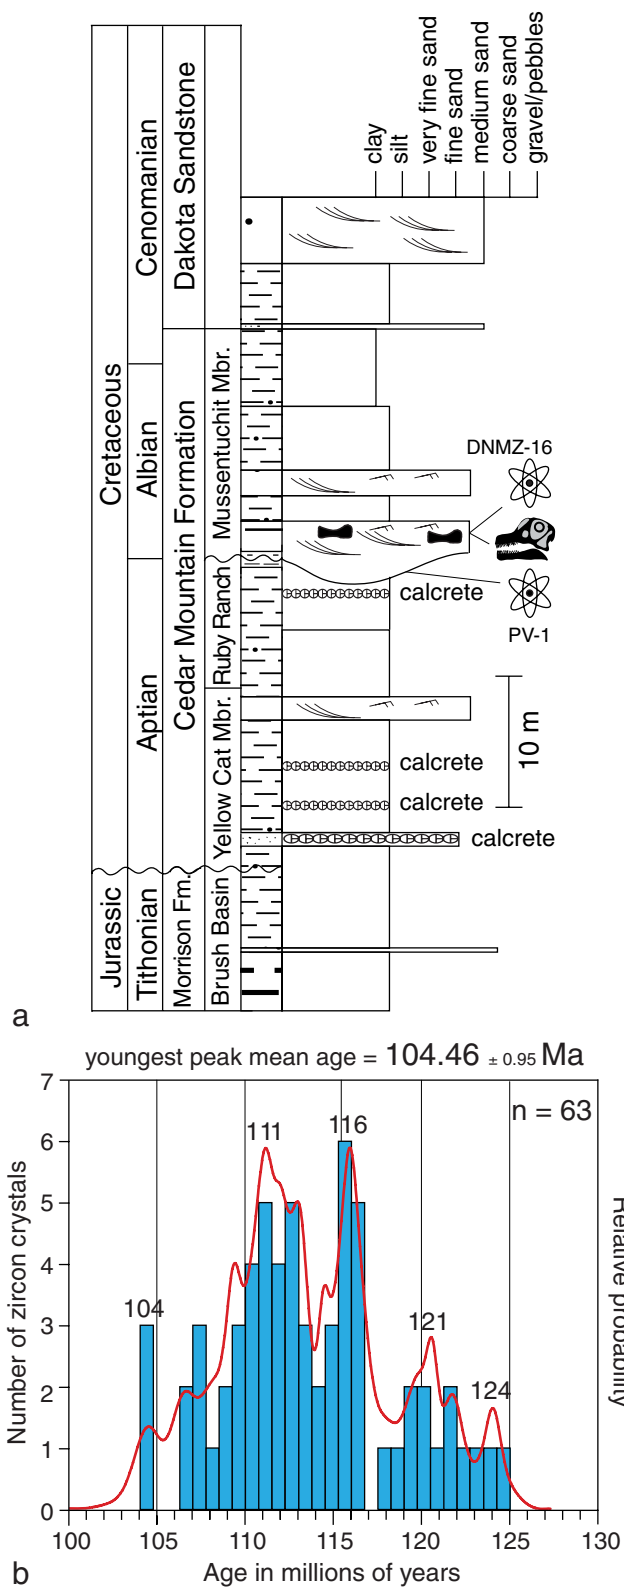 clay
silt
very fine sand
fine sand
medium sand
coarse sand
gravel/pebbles
Cretaceous
Jurassic
Cenomanian
Albian
Aptian
Tithonian
Dakota Sandstone
Cedar Mountain Formation
Morrison Fm.
Mussentuchit Mbr.
Ruby Ranch
Yellow Cat Mbr.
Brush Basin
DNMZ-16
calcrete
PV-1
10 m
calcrete
calcrete
calcrete
a
youngest peak mean age = 104.46 ± 0.95 Ma
7
6
5
4
3
2
1
0
Number of zircon crystals
n = 63
104
111
116
121
124
Relative probability
100
105
110
115
120
125
130
Age in millions of years
b